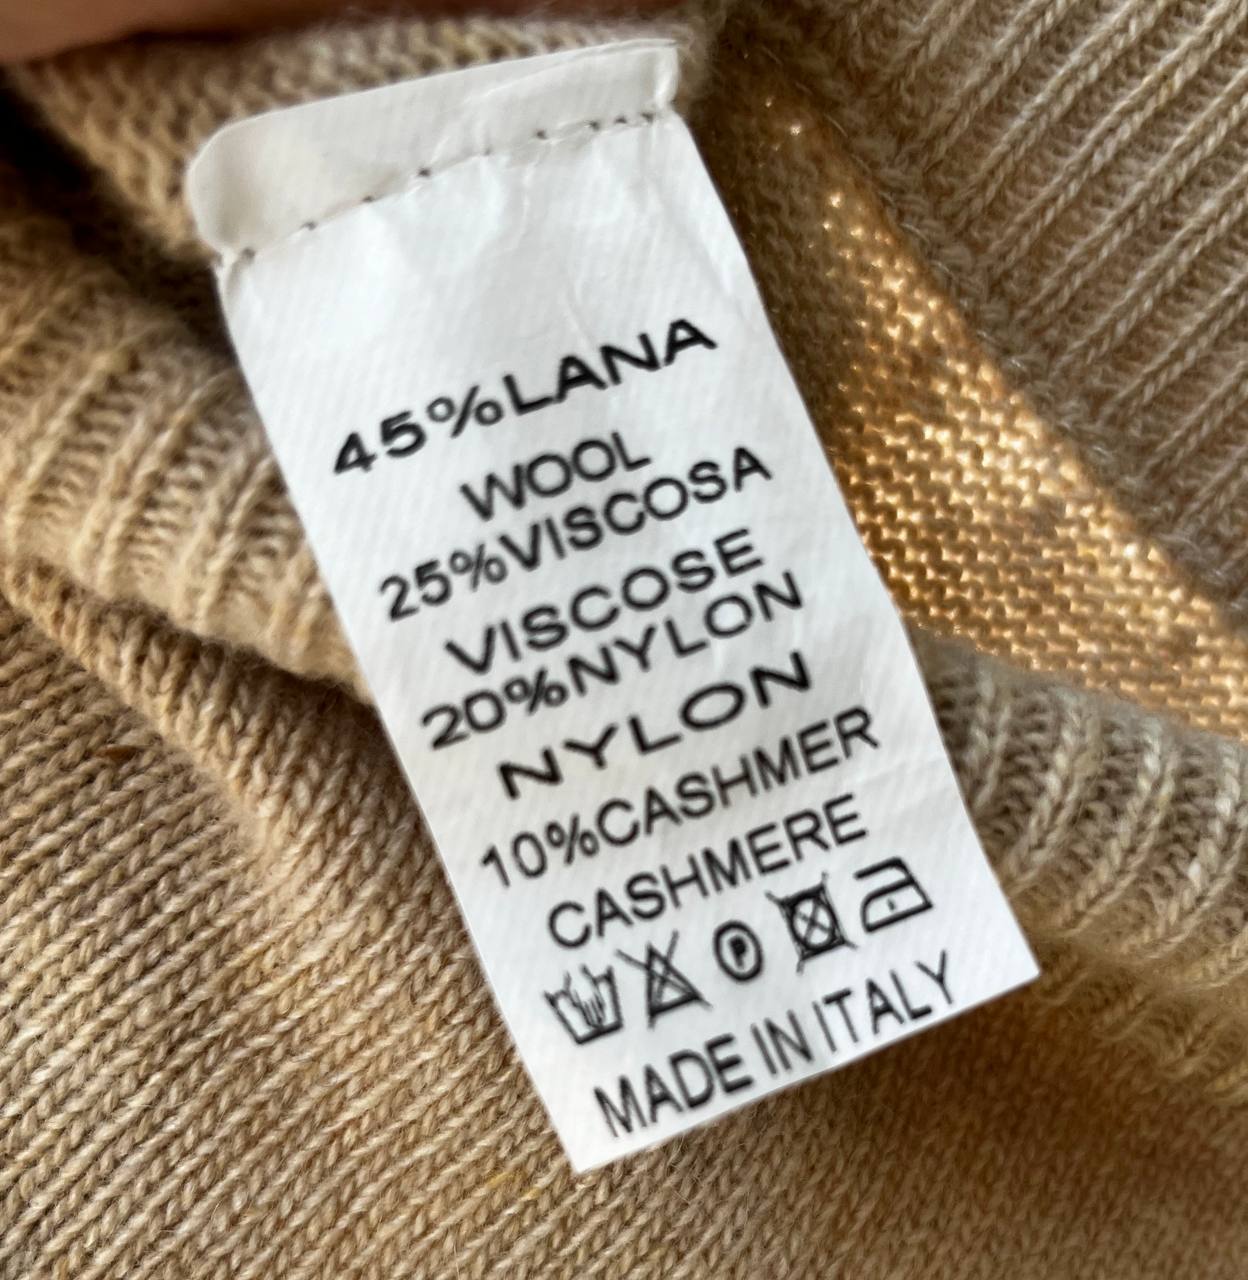 45%LANA
WOOL
25%VISCOSA
VISCOSE
20%NYLON
NYLON
10%CASHMER
CASHMERE
P
MADE IN ITALY